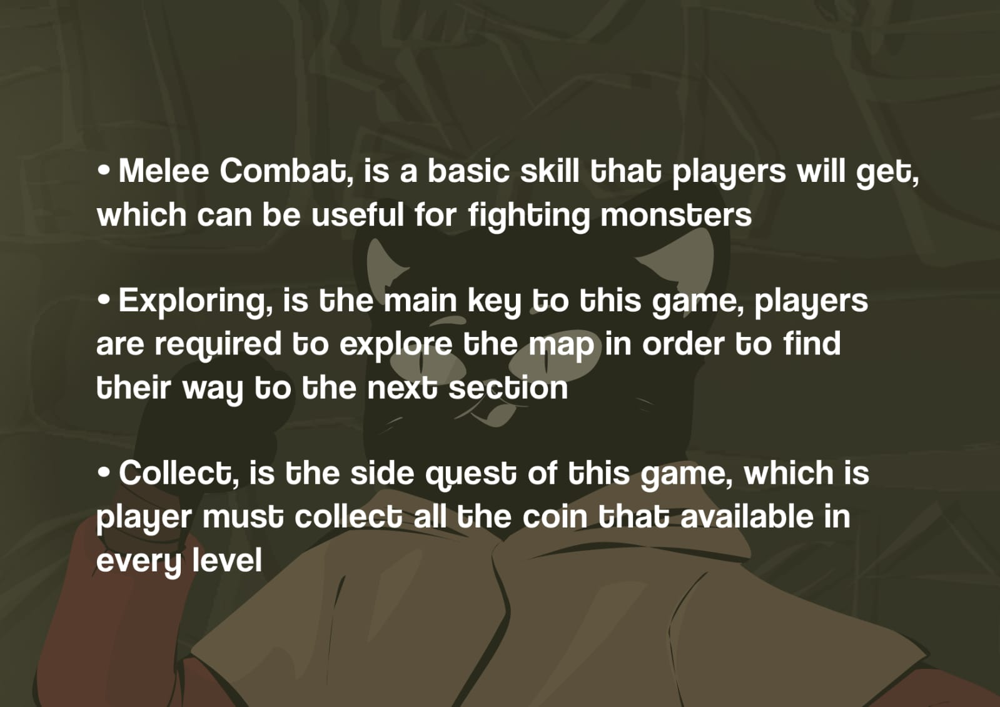 • Melee Combat, is a basic skill that players will get,
which can be useful for fighting monsters
• Exploring, is the main key to this game, players
are required to explore the map in order to find
their way to the next section
• Collect, is the side quest of this game, which is
player must collect all the coin that available in
every level